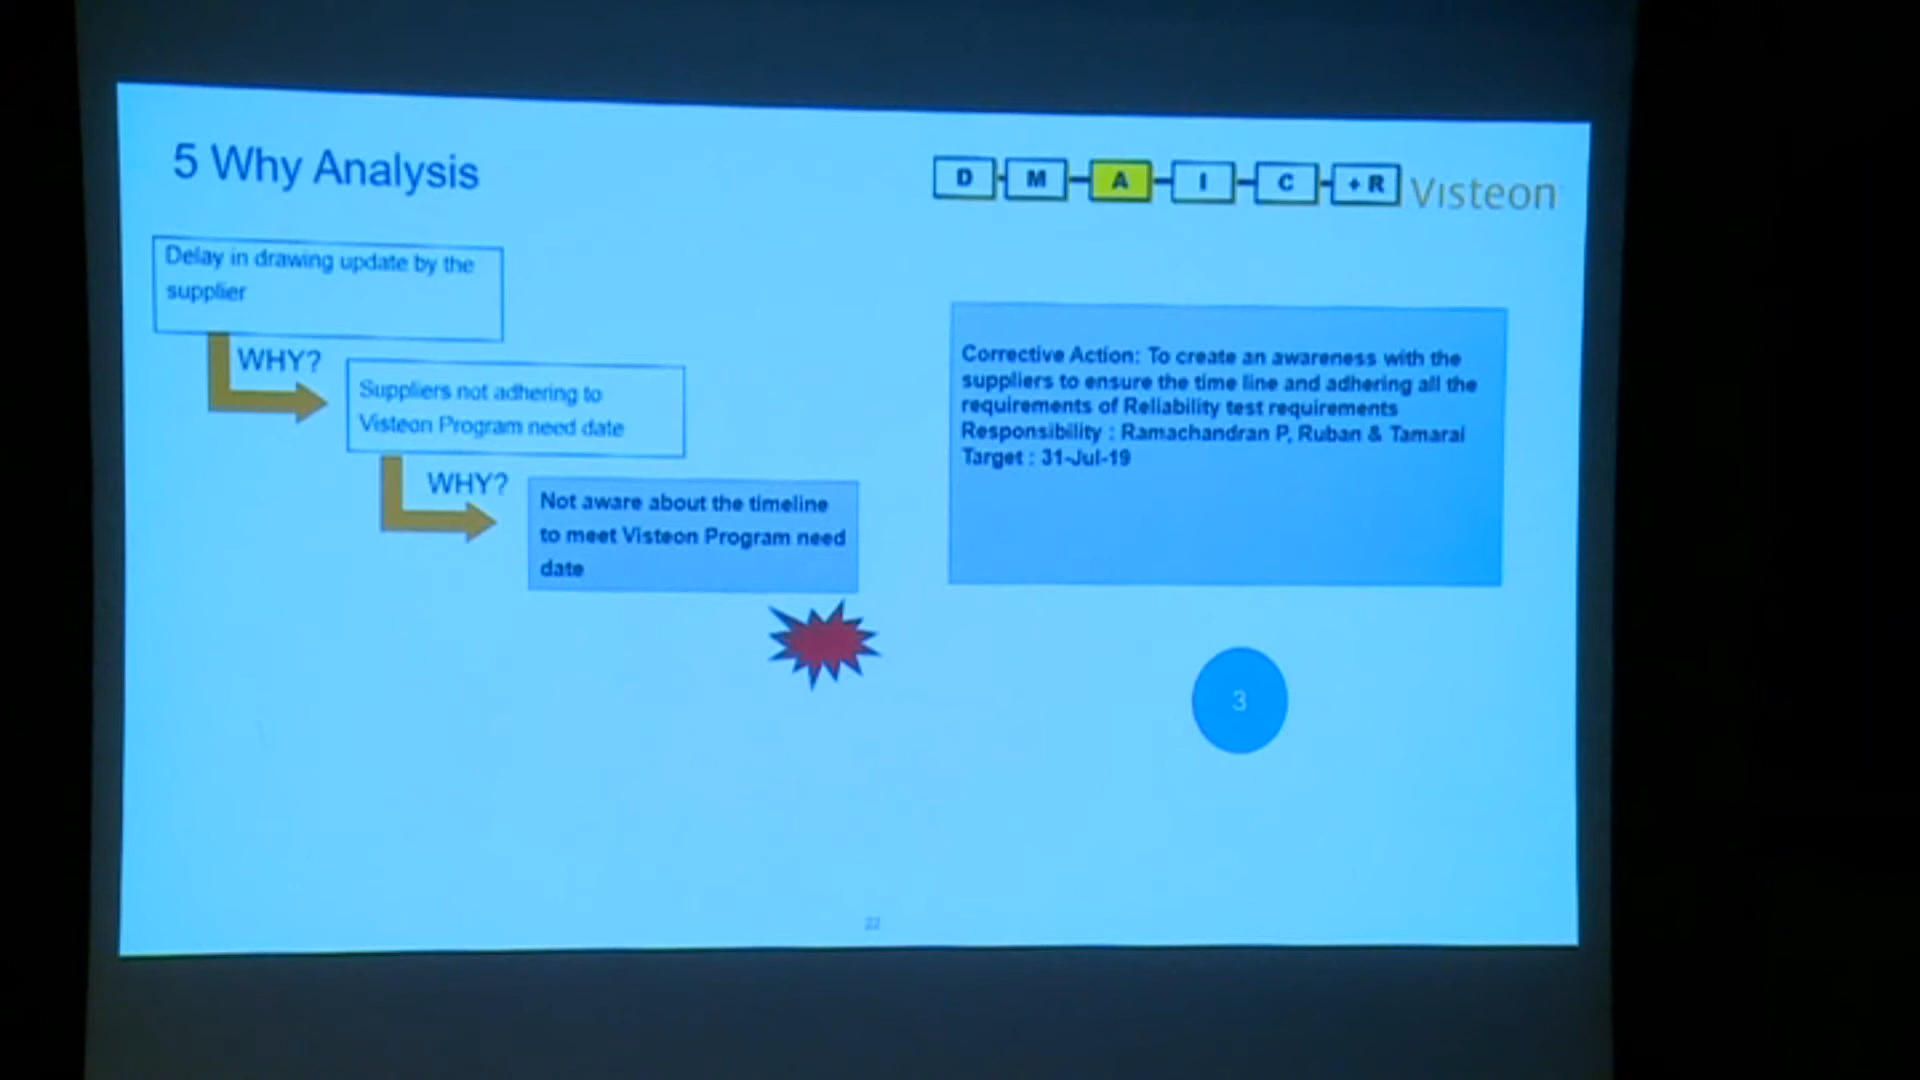 5 Why Analysis
D M A I C +R
Visteon
Delay in drawing update by the
supplier
WHY?
Suppliers not adhering to
Visteon Program need date
WHY?
Not aware about the timeline
to meet Visteon Program need
date
Corrective Action: To create an awareness with the
suppliers to ensure the time line and adhering all the
requirements of Reliability test requirements
Responsibility : Ramachandran P, Ruban & Tamarai
Target : 31-Jul-19
3
22